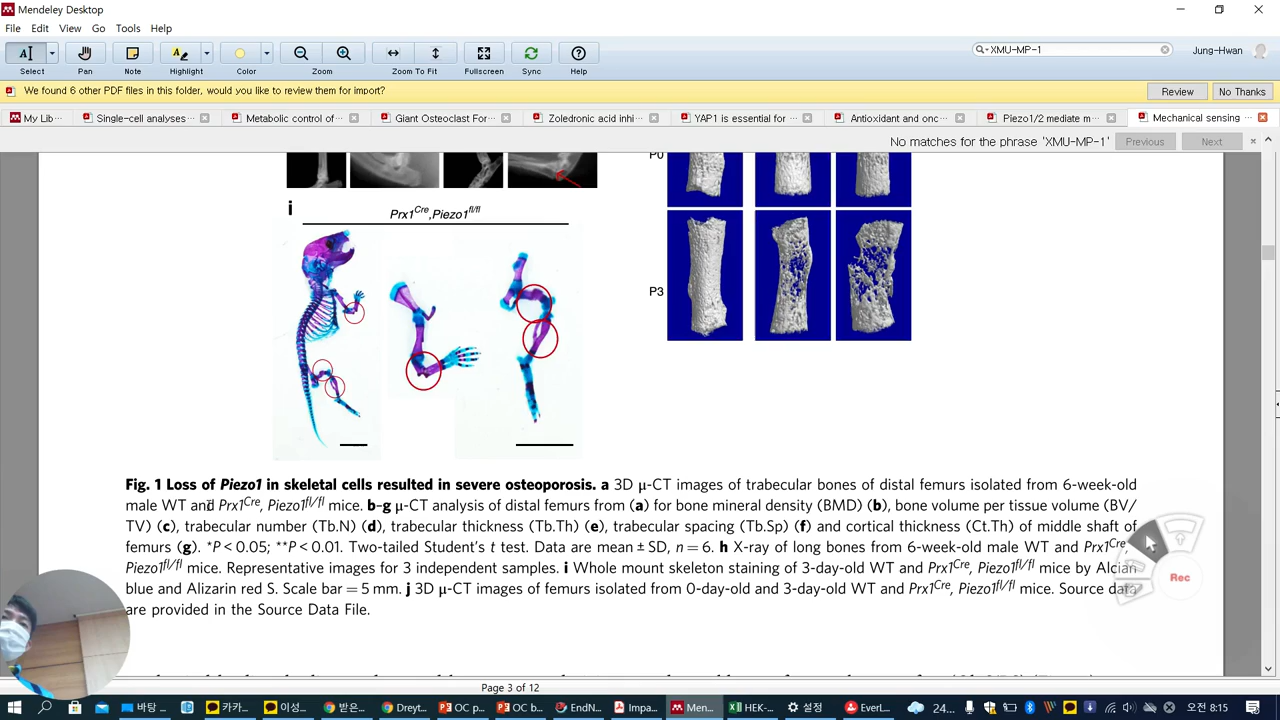 Mendeley Desktop
File Edit View Go Tools Help
Select Pan Note Highlight Color Zoom Zoom To Fit Fullscreen Sync Help
XMU-MP-1
Jung-Hwan
We found 6 other PDF files in this folder, would you like to review them for import?
Review No Thanks
My Lib··· Single-cell analyses··· Metabolic control of··· Giant Osteoclast For··· Zoledronic acid inhi··· YAP1 is essential for··· Antioxidant and onc··· Piezo1/2 mediate m··· Mechanical sensing···
No matches for the phrase 'XMU-MP-1' Previous Next
P0
i
Prx1Cre,Piezo1fl/fl
P3
Fig. 1 Loss of Piezo1 in skeletal cells resulted in severe osteoporosis. a 3D μ-CT images of trabecular bones of distal femurs isolated from 6-week-old
male WT and Prx1Cre, Piezo1fl/fl mice. b-g μ-CT analysis of distal femurs from (a) for bone mineral density (BMD) (b), bone volume per tissue volume (BV/
TV) (c), trabecular number (Tb.N) (d), trabecular thickness (Tb.Th) (e), trabecular spacing (Tb.Sp) (f) and cortical thickness (Ct.Th) of middle shaft of
femurs (g). *P < 0.05; **P < 0.01. Two-tailed Student's t test. Data are mean ± SD, n = 6. h X-ray of long bones from 6-week-old male WT and Prx1Cre,
Piezo1fl/fl mice. Representative images for 3 independent samples. i Whole mount skeleton staining of 3-day-old WT and Prx1Cre, Piezo1fl/fl mice by Alcian
blue and Alizarin red S. Scale bar = 5 mm. j 3D μ-CT images of femurs isolated from 0-day-old and 3-day-old WT and Prx1Cre, Piezo1fl/fl mice. Source data
are provided in the Source Data File.
Rec
Page 3 of 12
바탕 ··· 카카··· 이성··· 받은··· Dreyt··· OC p··· OC b··· EndN··· Impa··· Men··· HEK-··· 설정 EverL··· 24··· 오전 8:15